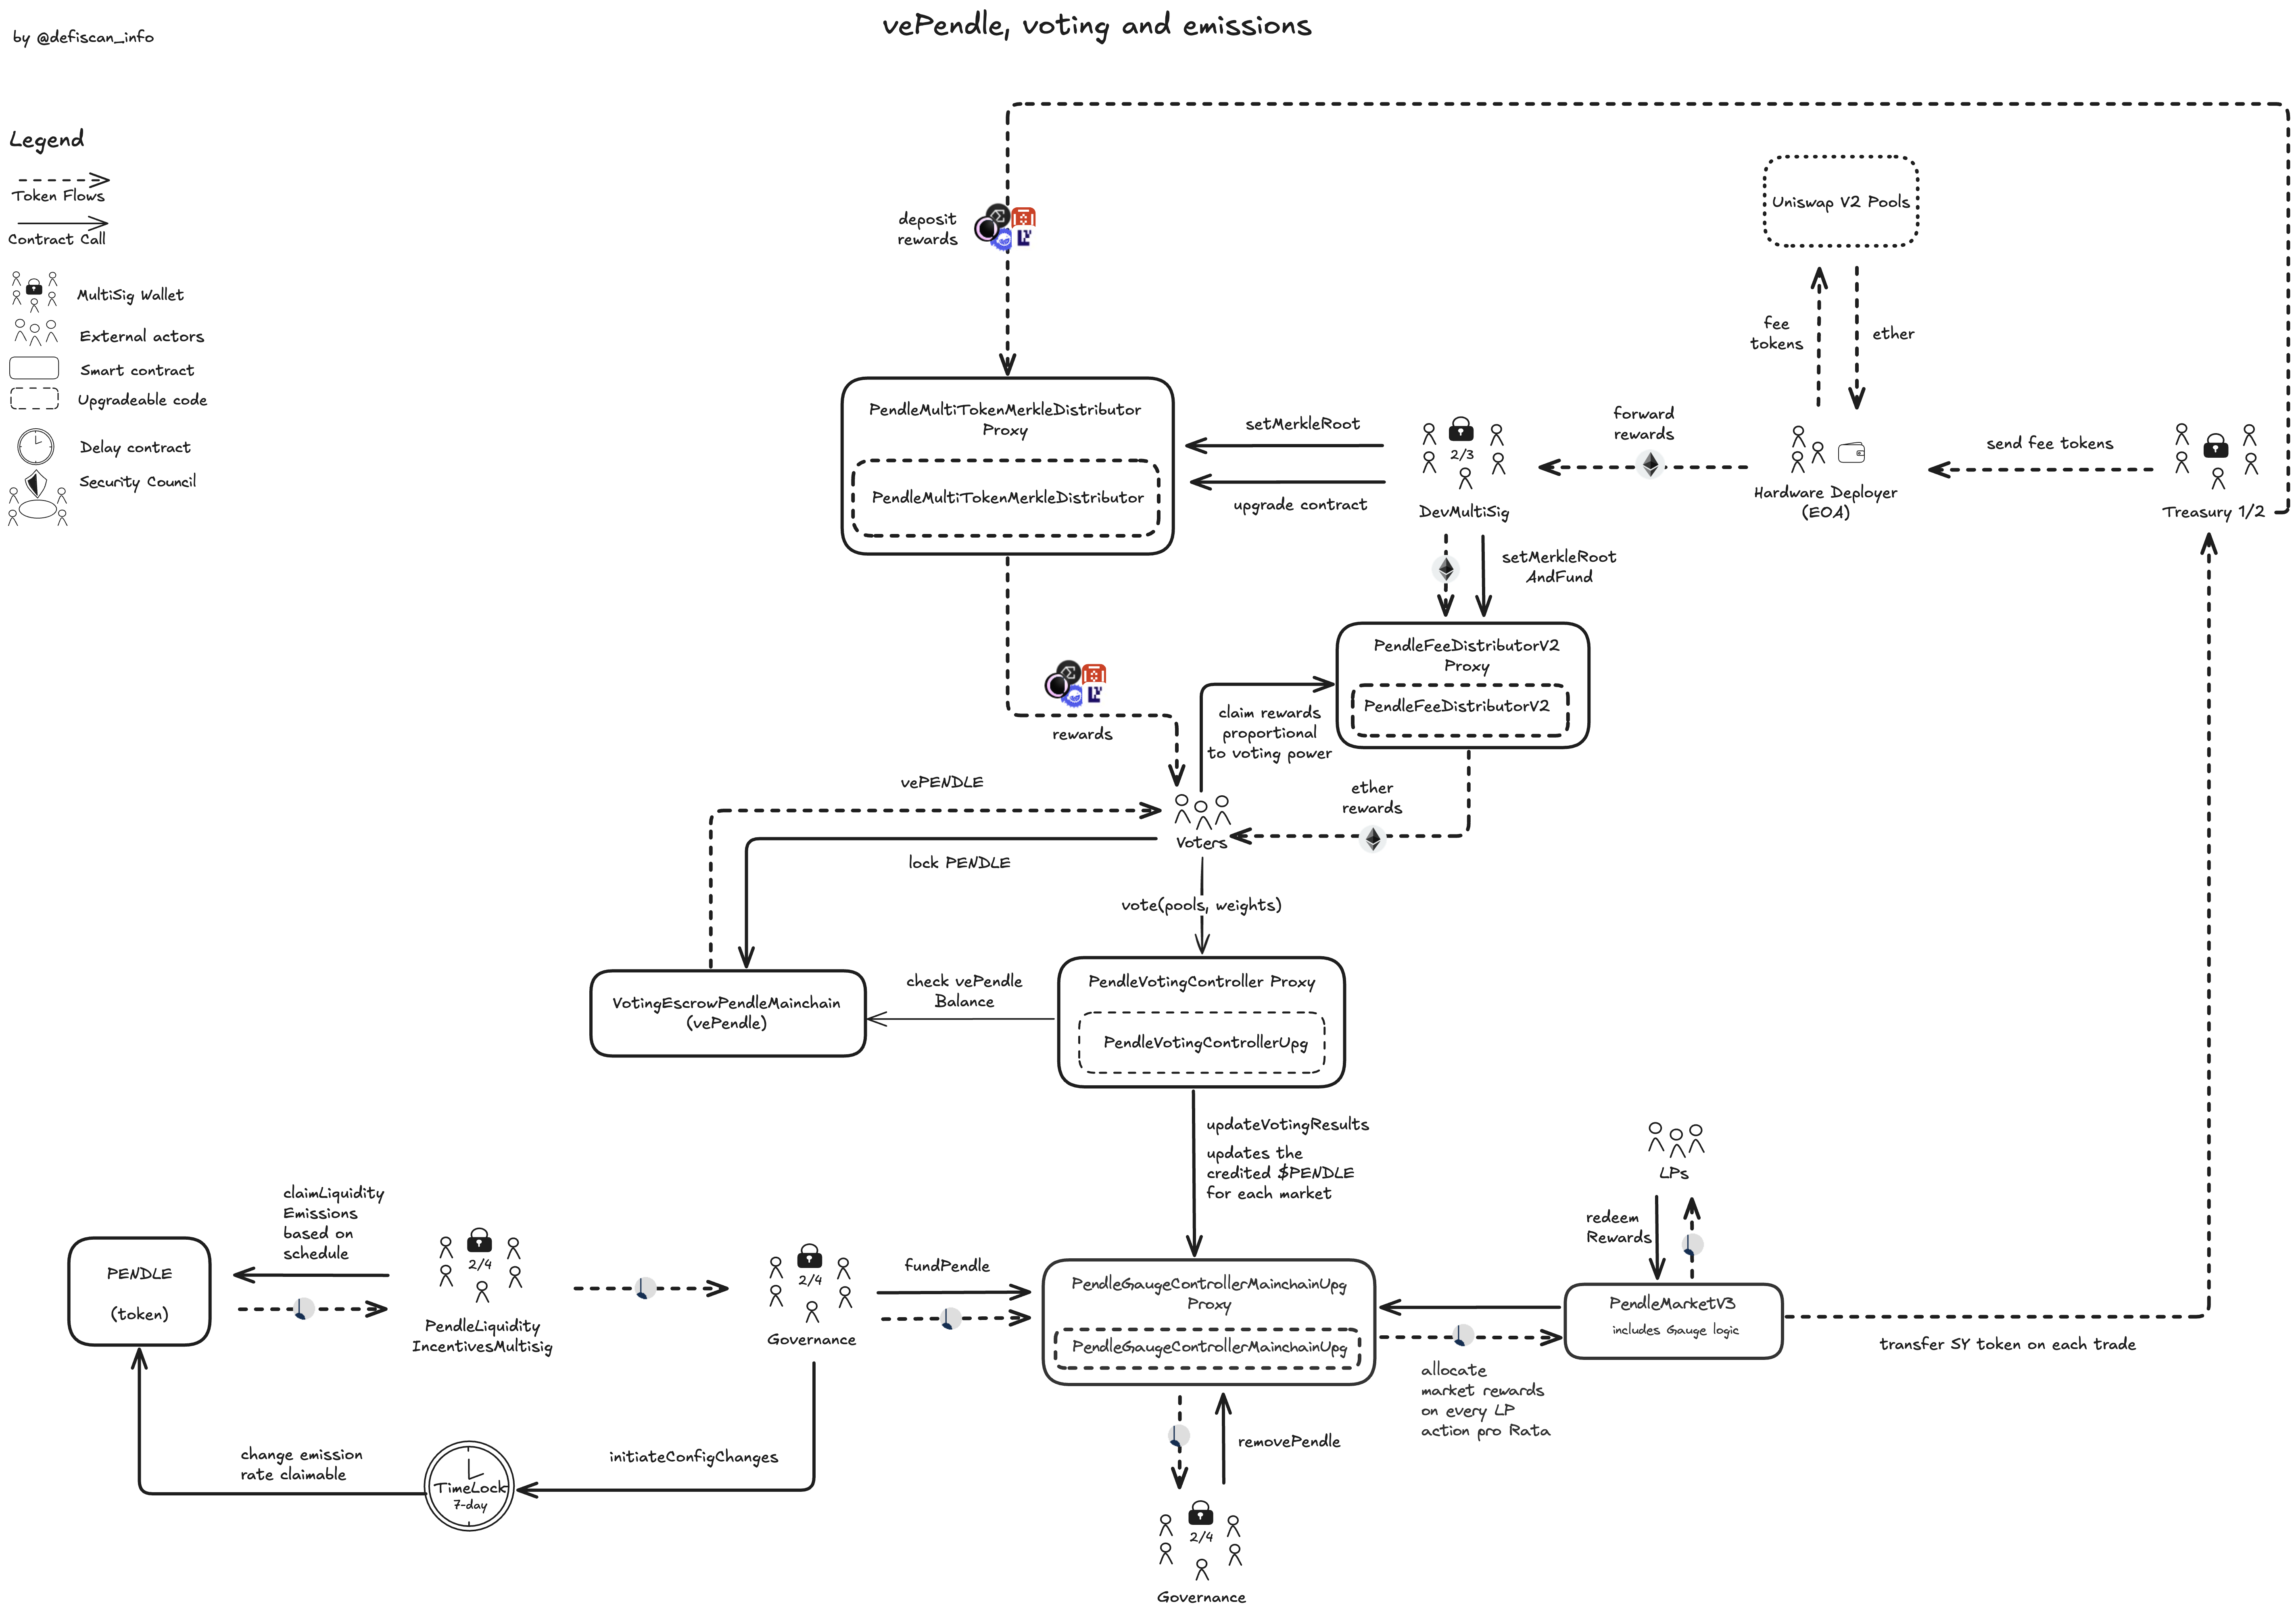 vePendle, voting and emissions
by @defiscan_info
Legend
Token Flows
Contract Call
MultiSig Wallet
External actors
Smart contract
Upgradeable code
Delay contract
Security Council
deposit
rewards
Uniswap V2 Pools
fee
tokens
ether
PendleMultiTokenMerkleDistributor
Proxy
PendleMultiTokenMerkleDistributor
setMerkleRoot
upgrade contract
2/3
DevMultiSig
forward
rewards
Hardware Deployer
(EOA)
send fee tokens
Treasury 1/2
setMerkleRoot
AndFund
PendleFeeDistributorV2
Proxy
PendleFeeDistributorV2
rewards
claim rewards
proportional
to voting power
vePENDLE
ether
rewards
Voters
lock PENDLE
vote(pools, weights)
VotingEscrowPendleMainchain
(vePendle)
check vePendle
Balance
PendleVotingController Proxy
PendleVotingControllerUpg
updateVotingResults
updates the
credited $PENDLE
for each market
LPs
redeem
Rewards
claimLiquidity
Emissions
based on
schedule
PENDLE
(token)
2/4
PendleLiquidity
IncentivesMultisig
2/4
Governance
fundPendle
PendleGaugeControllerMainchainUpg
Proxy
PendleGaugeControllerMainchainUpg
PendleMarketV3
includes Gauge logic
transfer SY token on each trade
allocate
market rewards
on every LP
action pro Rata
change emission
rate claimable
TimeLock
7-day
initiateConfigChanges
removePendle
2/4
Governance